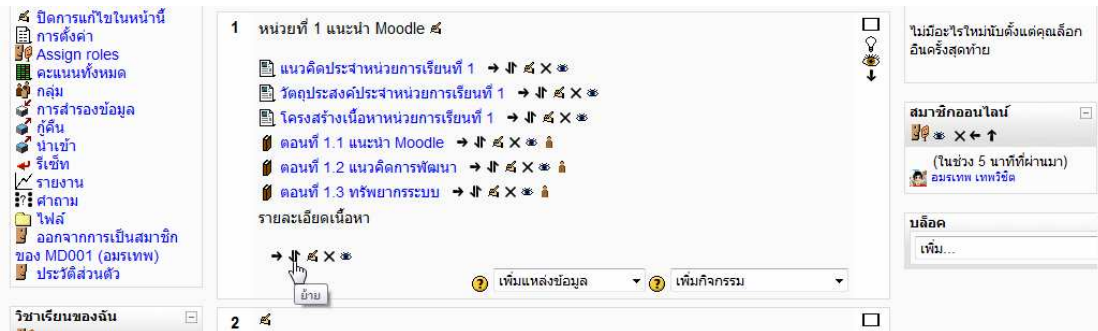 ปิดการแก้ไขในหน้านี้
การตั้งค่า
Assign roles
คะแนนทั้งหมด
กลุ่ม
การสำรองข้อมูล
กู้คืน
นำเข้า
รีเซ็ท
รายงาน
คำถาม
ไฟล์
ออกจากการเป็นสมาชิก
ของ MD001 (อมรเทพ)
ประวัติส่วนตัว
วิชาเรียนของฉัน
1 หน่วยที่ 1 แนะนำ Moodle
แนวคิดประจำหน่วยการเรียนที่ 1
วัตถุประสงค์ประจำหน่วยการเรียนที่ 1
โครงสร้างเนื้อหาหน่วยการเรียนที่ 1
ตอนที่ 1.1 แนะนำ Moodle
ตอนที่ 1.2 แนวคิดการพัฒนา
ตอนที่ 1.3 ทรัพยากรระบบ
รายละเอียดเนื้อหา
ย้าย
เพิ่มแหล่งข้อมูล เพิ่มกิจกรรม
2
ไม่มีอะไรใหม่นับตั้งแต่คุณล็อก
อินครั้งสุดท้าย
สมาชิกออนไลน์
(ในช่วง 5 นาทีที่ผ่านมา)
อมรเทพ เทพวิชิต
บล็อค
เพิ่ม...